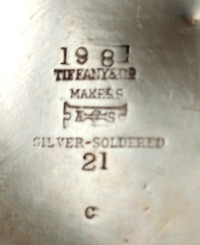 1981
TIFFANY & CO
MAKERS
SILVER-SOLDERED
21
C